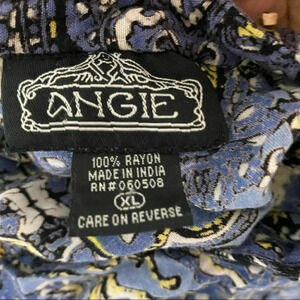 ANGIE
100% RAYON
MADE IN INDIA
RN# 060508
XL
CARE ON REVERSE